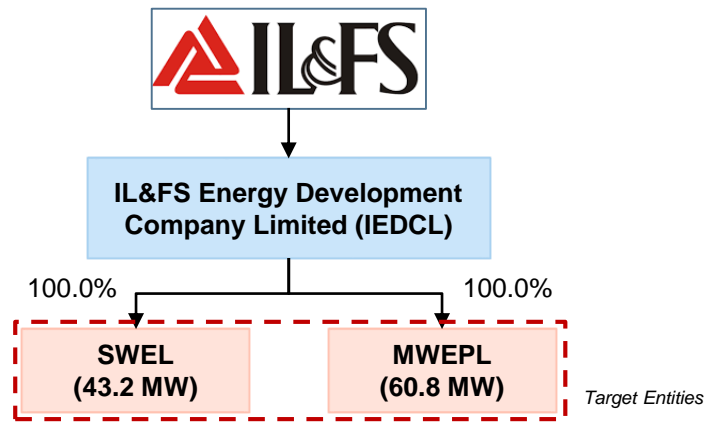 IL&FS
IL&FS Energy Development
Company Limited (IEDCL)
100.0%
100.0%
SWEL
(43.2 MW)
MWEPL
(60.8 MW)
Target Entities